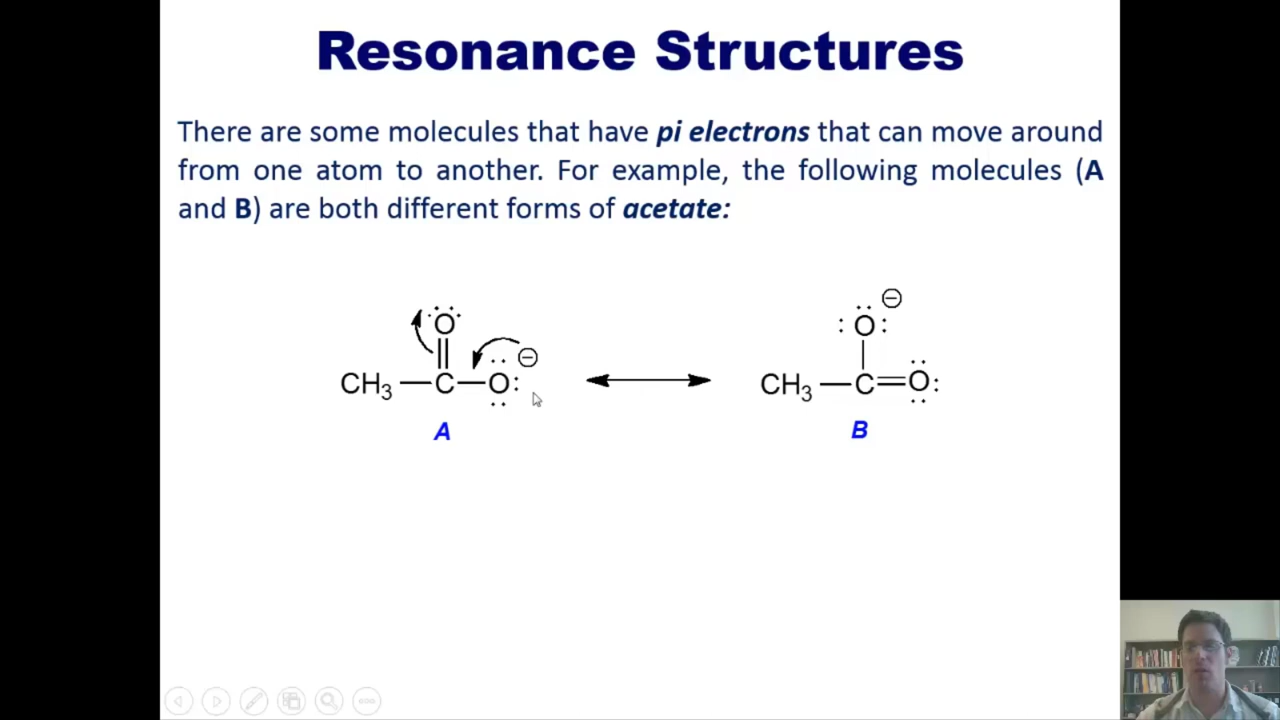 Resonance Structures
There are some molecules that have pi electrons that can move around
from one atom to another. For example, the following molecules (A
and B) are both different forms of acetate:
O
CH3 — C — O
A
O
CH3 — C = O
B